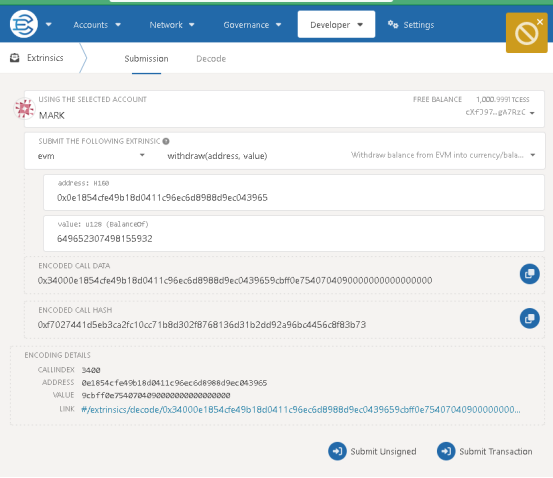 Accounts Network Governance Developer Settings
Extrinsics Submission Decode
USING THE SELECTED ACCOUNT FREE BALANCE 1,000.9991TCESS
MARK cXfJ97…gA7RzC
SUBMIT THE FOLLOWING EXTRINSIC
evm withdraw(address, value) Withdraw balance from EVM into currency/bala…
address: H160
0x0e1854cfe49b18d0411c96ec6d8988d9ec043965
value: u128 (BalanceOf)
649652307498155932
ENCODED CALL DATA
0x34000e1854cfe49b18d0411c96ec6d8988d9ec0439659cbff0e7540704090000000000000000
ENCODED CALL HASH
0xf7027441d5eb3ca2fc10cc71b8d302f8768136d31b2dd92a96bc4456c8f83b73
ENCODING DETAILS
CALLINDEX 3400
ADDRESS 0e1854cfe49b18d0411c96ec6d8988d9ec043965
VALUE 9cbff0e7540704090000000000000000
LINK #/extrinsics/decode/0x34000e1854cfe49b18d0411c96ec6d8988d9ec0439659cbff0e75407040900000000…
Submit Unsigned Submit Transaction